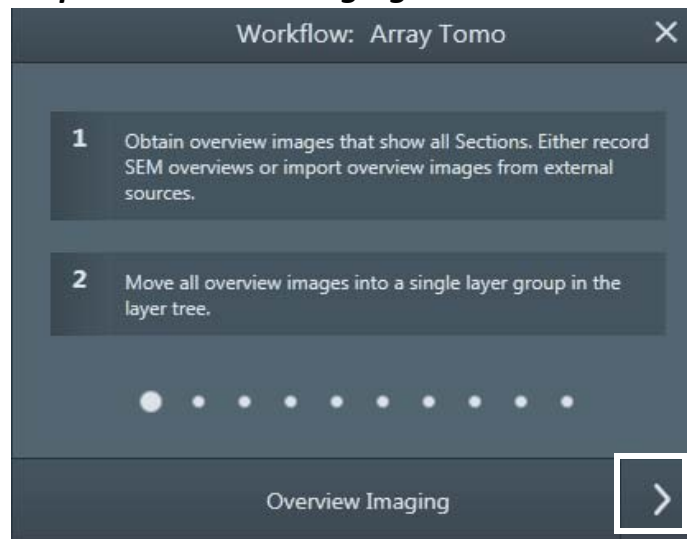 Workflow: Array Tomo
1 Obtain overview images that show all Sections. Either record
SEM overviews or import overview images from external
sources.
2 Move all overview images into a single layer group in the
layer tree.
Overview Imaging